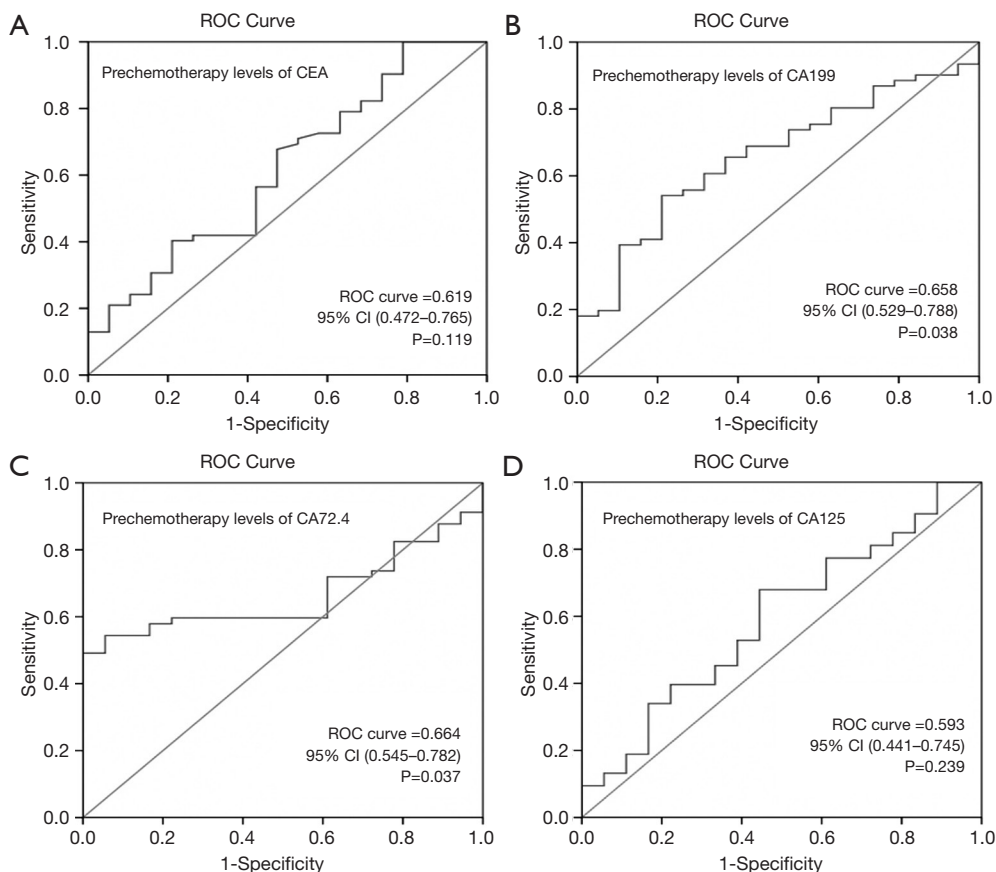 A
ROC Curve
1.0
0.8
0.6
0.4
0.2
0.0
Sensitivity
Prechemotherapy levels of CEA
ROC curve =0.619
95% CI (0.472–0.765)
P=0.119
0.0 0.2 0.4 0.6 0.8 1.0
1-Specificity
B
ROC Curve
1.0
0.8
0.6
0.4
0.2
0.0
Sensitivity
Prechemotherapy levels of CA199
ROC curve =0.658
95% CI (0.529–0.788)
P=0.038
0.0 0.2 0.4 0.6 0.8 1.0
1-Specificity
C
ROC Curve
1.0
0.8
0.6
0.4
0.2
0.0
Sensitivity
Prechemotherapy levels of CA72.4
ROC curve =0.664
95% CI (0.545–0.782)
P=0.037
0.0 0.2 0.4 0.6 0.8 1.0
1-Specificity
D
ROC Curve
1.0
0.8
0.6
0.4
0.2
0.0
Sensitivity
Prechemotherapy levels of CA125
ROC curve =0.593
95% CI (0.441–0.745)
P=0.239
0.0 0.2 0.4 0.6 0.8 1.0
1-Specificity